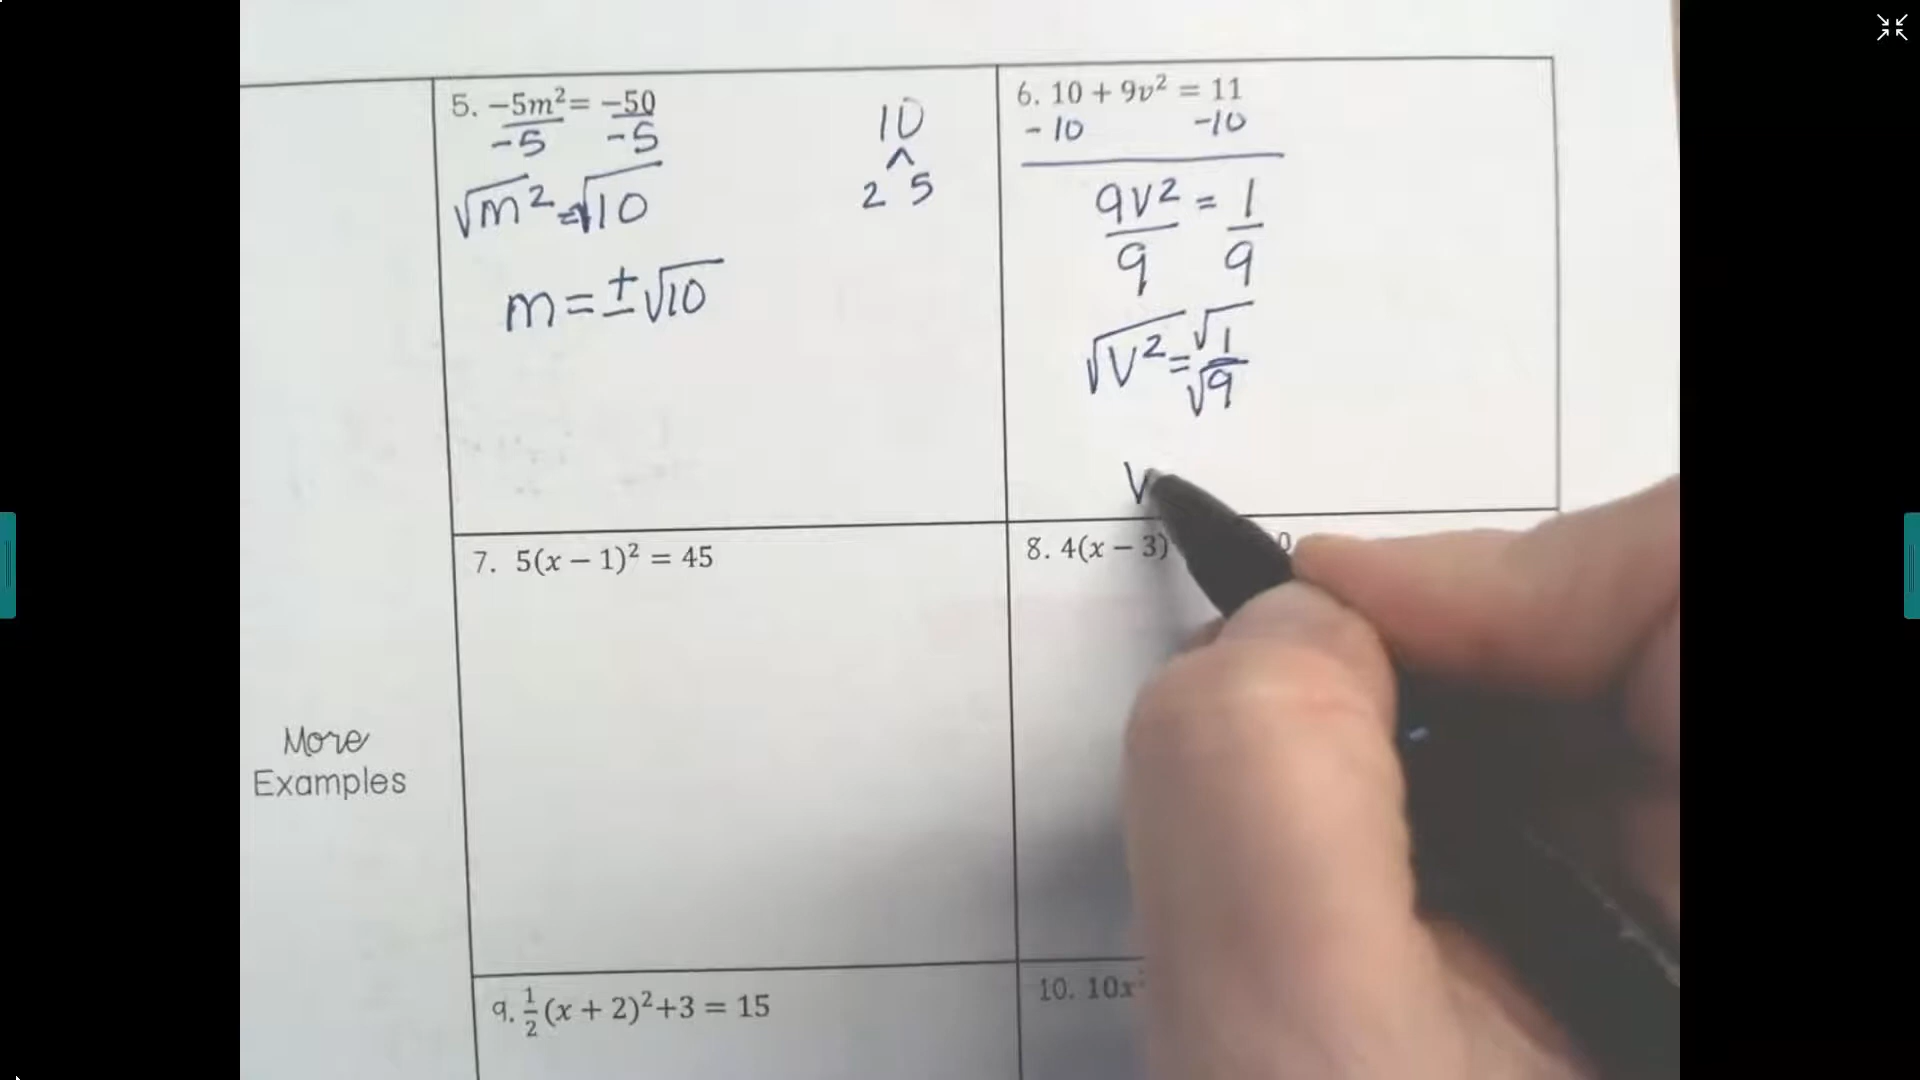 5. −5m²= −50
-5 -5
√m² = √10
m = ± √10
10
^
2 5
6. 10 + 9v² = 11
- 10 -10
9V² = 1
9 9
√V² = √1
√9
V
7. 5(x − 1)² = 45
8. 4(x − 3)
0
More
Examples
9. 1/2 (x + 2)²+3 = 15
10. 10x